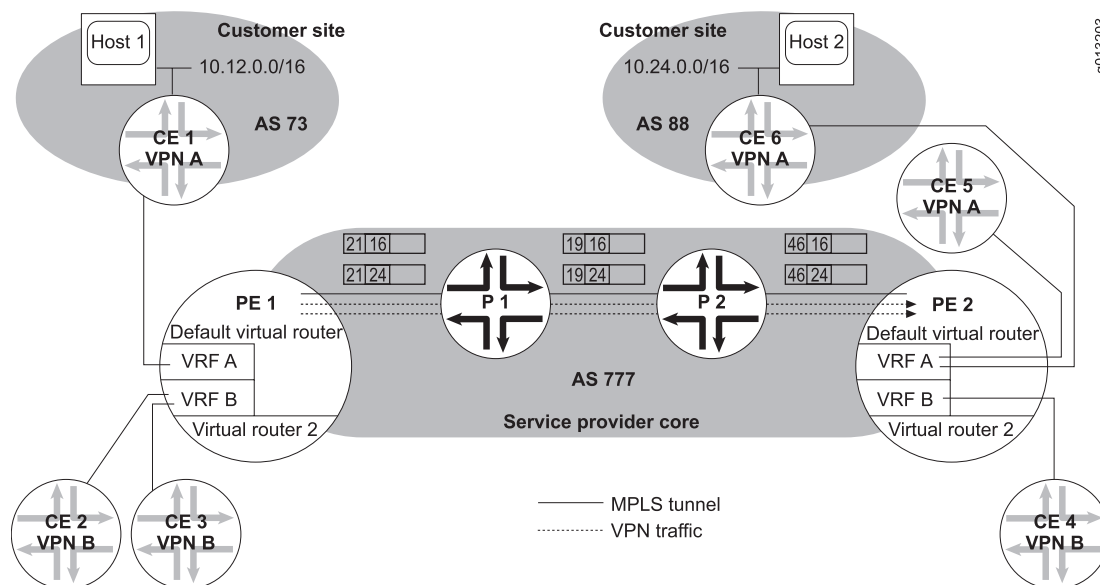 Host 1
Customer site
10.12.0.0/16
AS 73
CE 1
VPN A
Customer site
Host 2
10.24.0.0/16
AS 88
CE 6
VPN A
g013203
CE 5
VPN A
21 16
19 16
46 16
21 24
19 24
46 24
PE 1
P 1
P 2
PE 2
Default virtual router
Default virtual router
VRF A
VRF A
AS 777
VRF B
VRF B
Service provider core
Virtual router 2
Virtual router 2
CE 2
VPN B
CE 3
VPN B
MPLS tunnel
VPN traffic
CE 4
VPN B